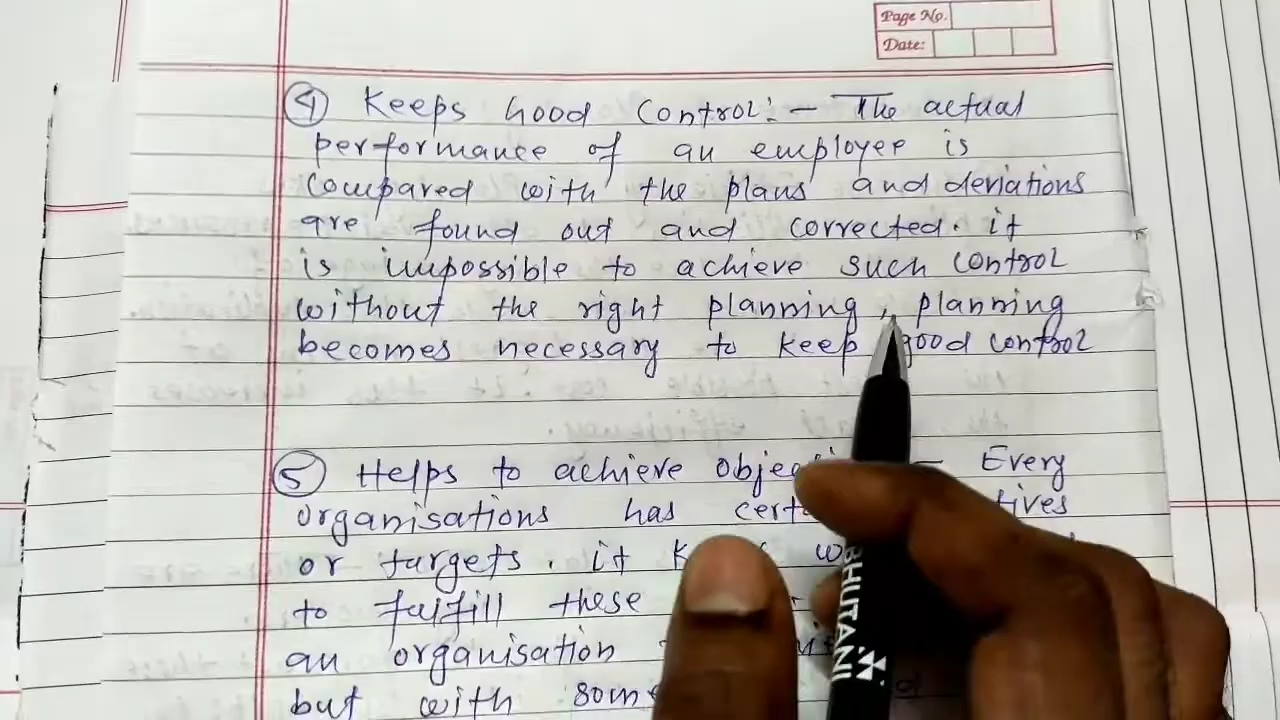 Page No.
Date:
④ Keeps hood Control:- The actual
performance of an employee is
Compared with the plans and deviations
are found out and corrected. it
is impossible to achieve such control
without the right planning, planning
becomes necessary to keep good control
⑤ Helps to achieve - Every
organisations has
or targets. it
to fulfill these
an organisation
but with
BHUTANI